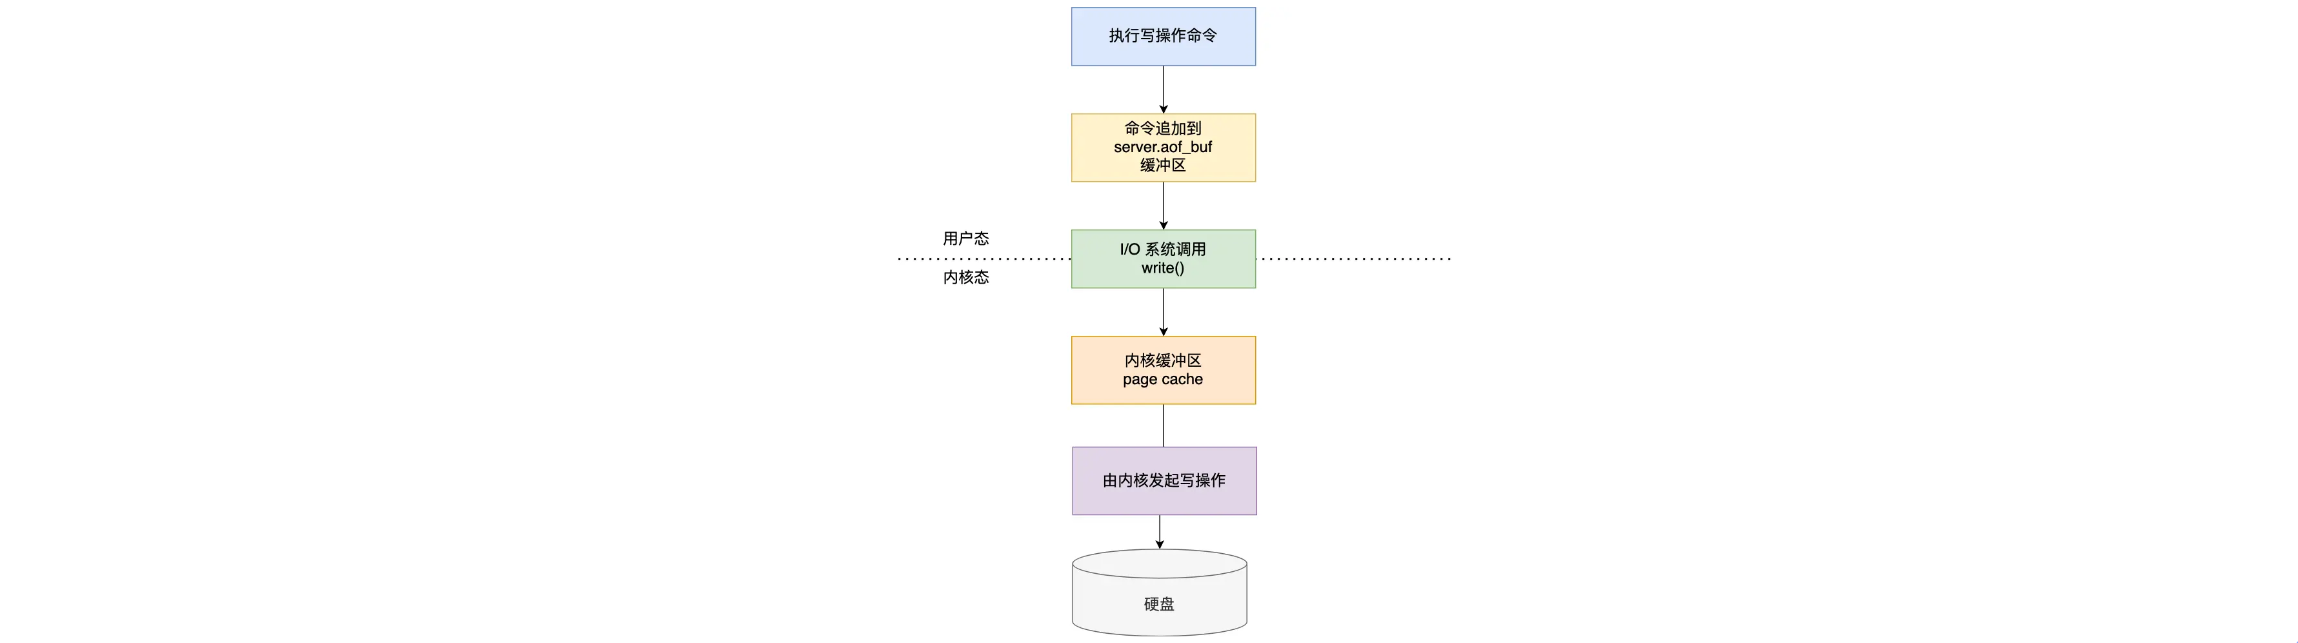 执行写操作命令
命令追加到
server.aof_buf
缓冲区
用户态
I/O 系统调用
write()
内核态
内核缓冲区
page cache
由内核发起写操作
硬盘